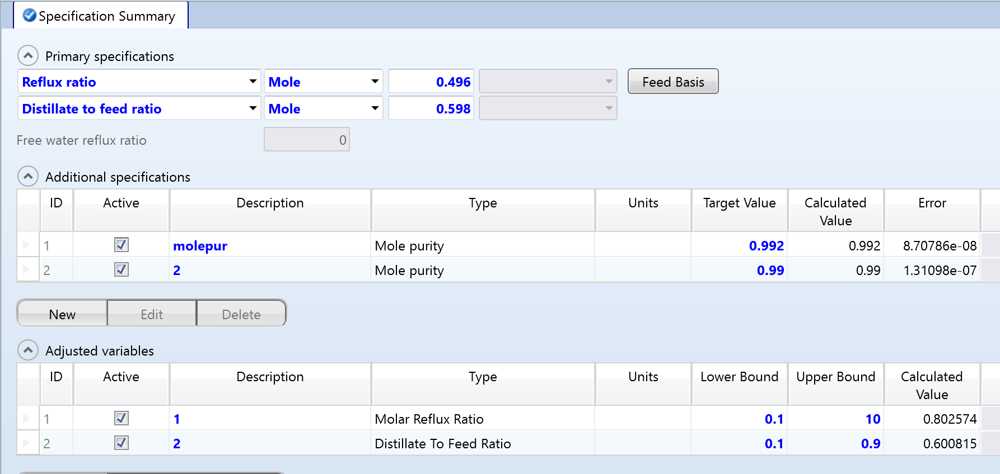 Specification Summary
Primary specifications
Reflux ratio Mole 0.496 Feed Basis
Distillate to feed ratio Mole 0.598
Free water reflux ratio 0
Additional specifications
ID Active Description Type Units Target Value Calculated Value Error
1 molepur Mole purity 0.992 0.992 8.70786e-08
2 2 Mole purity 0.99 0.99 1.31098e-07
New Edit Delete
Adjusted variables
ID Active Description Type Units Lower Bound Upper Bound Calculated Value
1 1 Molar Reflux Ratio 0.1 10 0.802574
2 2 Distillate To Feed Ratio 0.1 0.9 0.600815